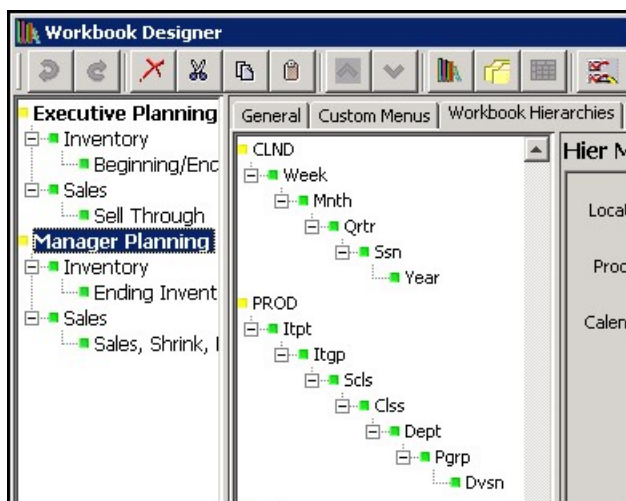 Workbook Designer
Executive Planning
Inventory
Beginning/End
Sales
Sell Through
Manager Planning
Inventory
Ending Invent
Sales
Sales, Shrink,
General
Custom Menus
Workbook Hierarchies
CLND
Week
Mnth
Qrtr
Ssn
Year
PROD
Itpt
Itgp
Scls
Clss
Dept
Pgrp
Dvsn
Hier M
Locat
Proc
Calen